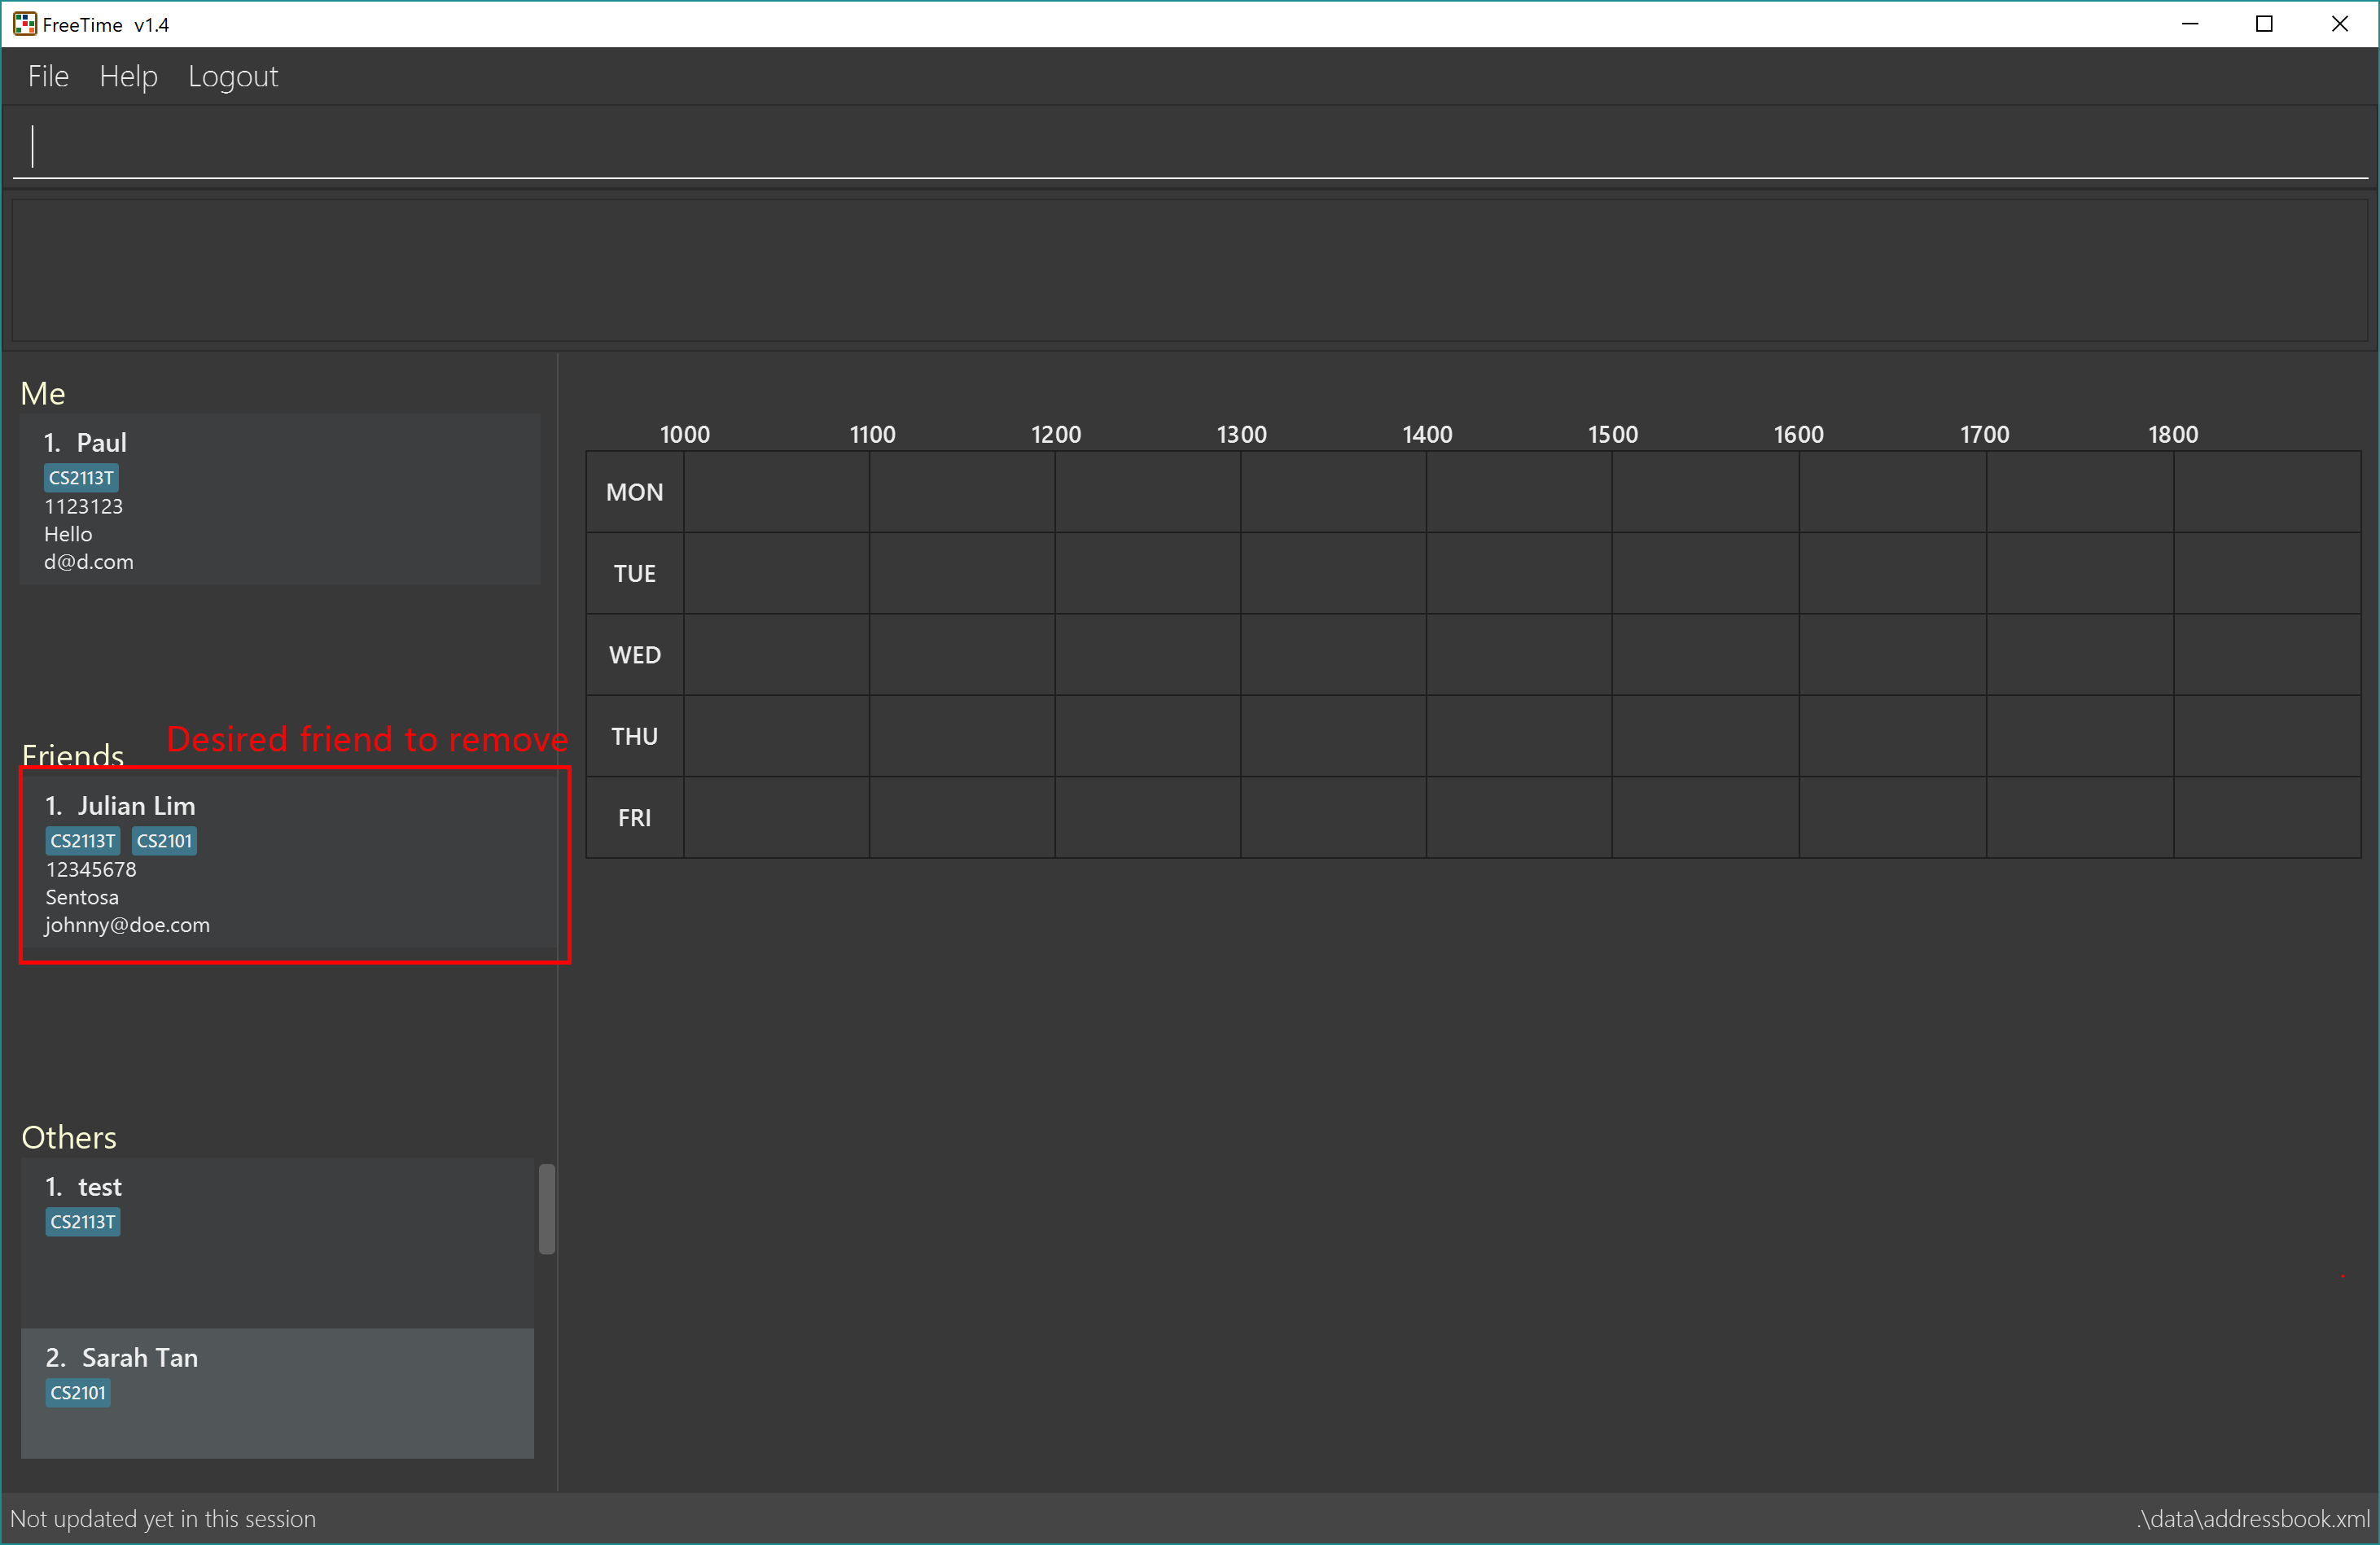 FreeTime v1.4
File Help Logout
Me
1. Paul
CS2113T
1123123
Hello
d@d.com
Desired friend to remove
Friends
1. Julian Lim
CS2113T CS2101
12345678
Sentosa
johnny@doe.com
Others
1. test
CS2113T
2. Sarah Tan
CS2101
1000 1100 1200 1300 1400 1500 1600 1700 1800
MON
TUE
WED
THU
FRI
Not updated yet in this session
.\data\addressbook.xml